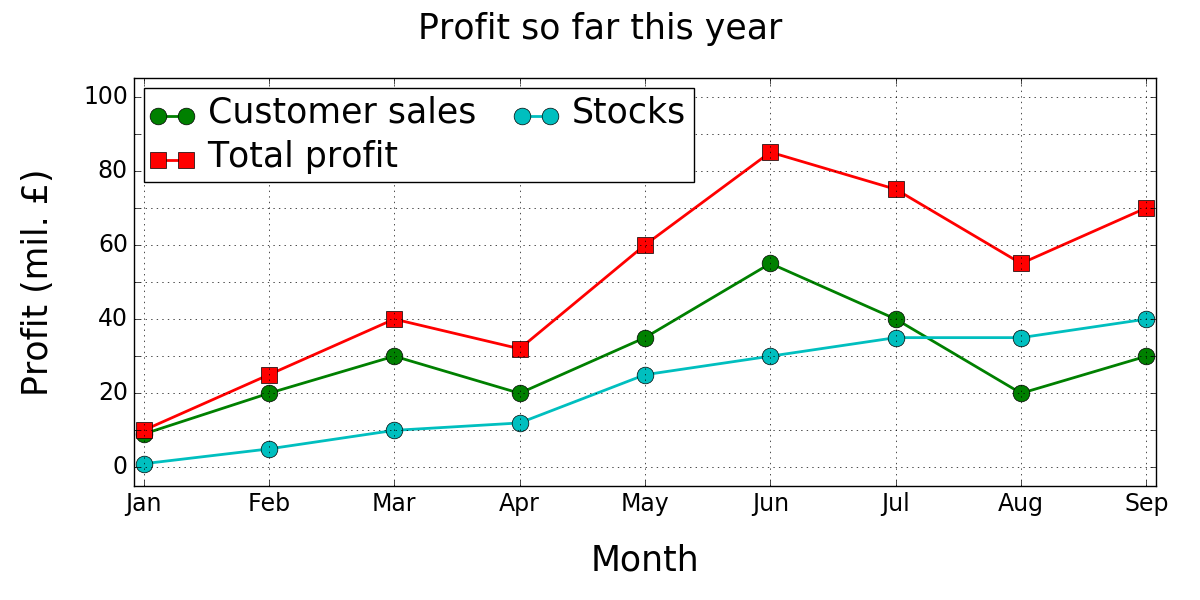 Profit so far this year
Profit (mil. £)
100
80
60
40
20
0
Customer sales
Stocks
Total profit
Jan Feb Mar Apr May Jun Jul Aug Sep
Month